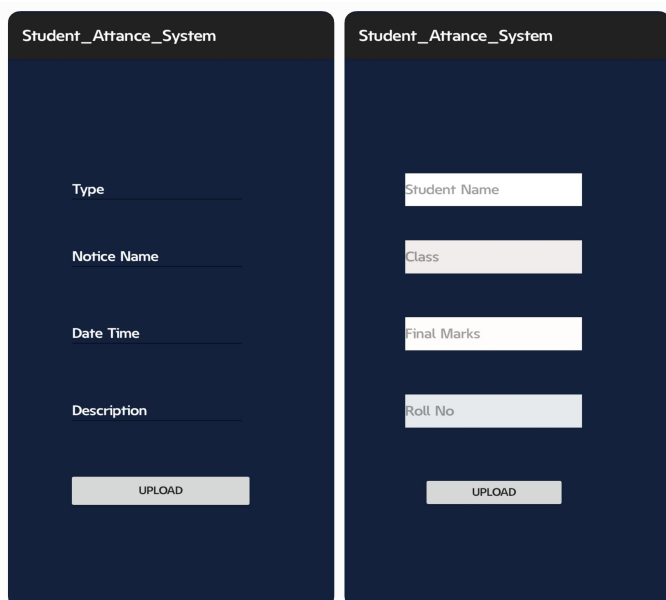 Student_Attance_System
Type
Notice Name
Date Time
Description
UPLOAD
Student_Attance_System
Student Name
Class
Final Marks
Roll No
UPLOAD